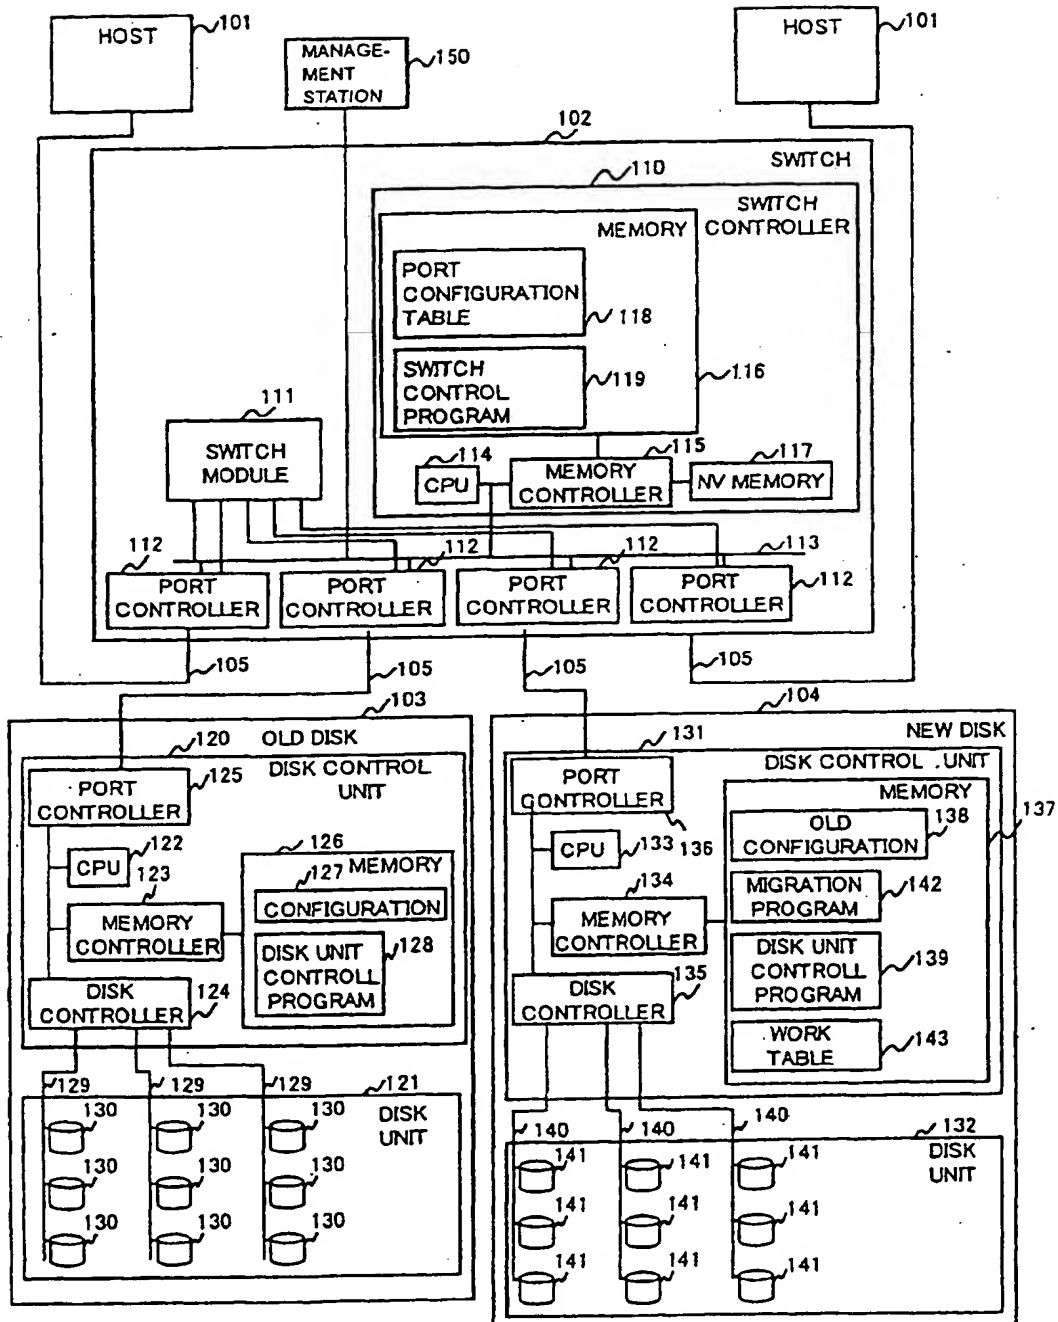 HOST
101
MANAGE-
MENT
STATION
150
HOST
101
102
SWITCH
110
SWITCH
CONTROLLER
MEMORY
PORT
CONFIGURATION
TABLE
118
SWITCH
CONTROL
PROGRAM
119
116
111
SWITCH
MODULE
114
CPU
115
MEMORY
CONTROLLER
117
NV MEMORY
113
112
PORT
CONTROLLER
112
PORT
CONTROLLER
112
PORT
CONTROLLER
112
PORT
CONTROLLER
105
105
105
105
103
OLD DISK
120
DISK CONTROL
UNIT
125
PORT
CONTROLLER
122
CPU
123
MEMORY
CONTROLLER
126
MEMORY
127
CONFIGURATION
DISK UNIT
CONTROLL
PROGRAM
128
DISK
CONTROLLER
124
129
129
129
121
DISK
UNIT
130
130
130
130
130
130
130
130
130
104
NEW DISK
131
DISK CONTROL UNIT
PORT
CONTROLLER
136
CPU
133
134
MEMORY
CONTROLLER
MEMORY
137
OLD
CONFIGURATION
138
MIGRATION
PROGRAM
142
DISK UNIT
CONTROLL
PROGRAM
139
WORK
TABLE
143
DISK
CONTROLLER
135
140
140
140
132
DISK
UNIT
141
141
141
141
141
141
141
141
141